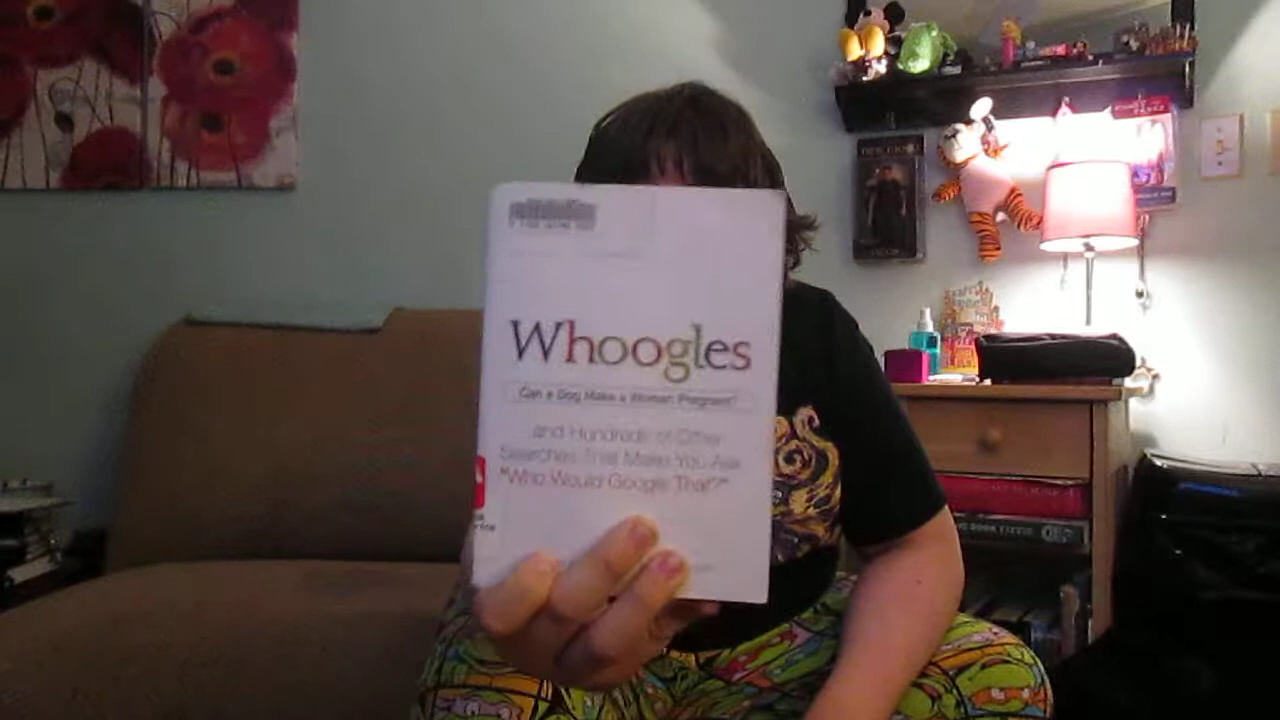 Whoogles
Can a Dog Make a Woman Pregnant?
...and Hundreds of Other
Searches That Make You Ask
"Who Would Google That?"